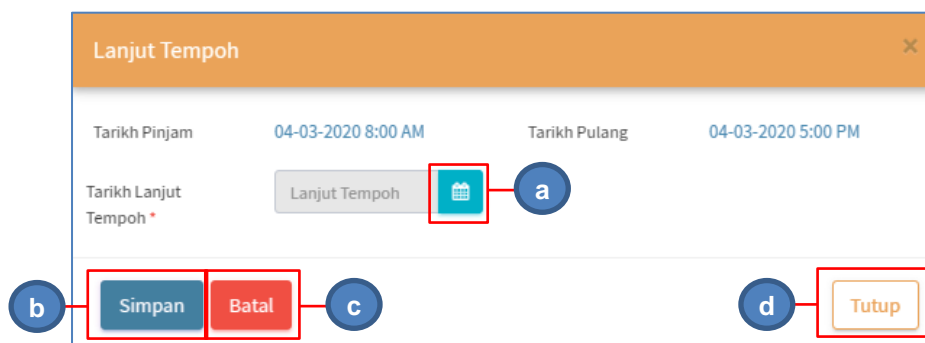 Lanjut Tempoh ×
Tarikh Pinjam 04-03-2020 8:00 AM Tarikh Pulang 04-03-2020 5:00 PM
Tarikh Lanjut
Tempoh * Lanjut Tempoh a
b Simpan Batal c d Tutup